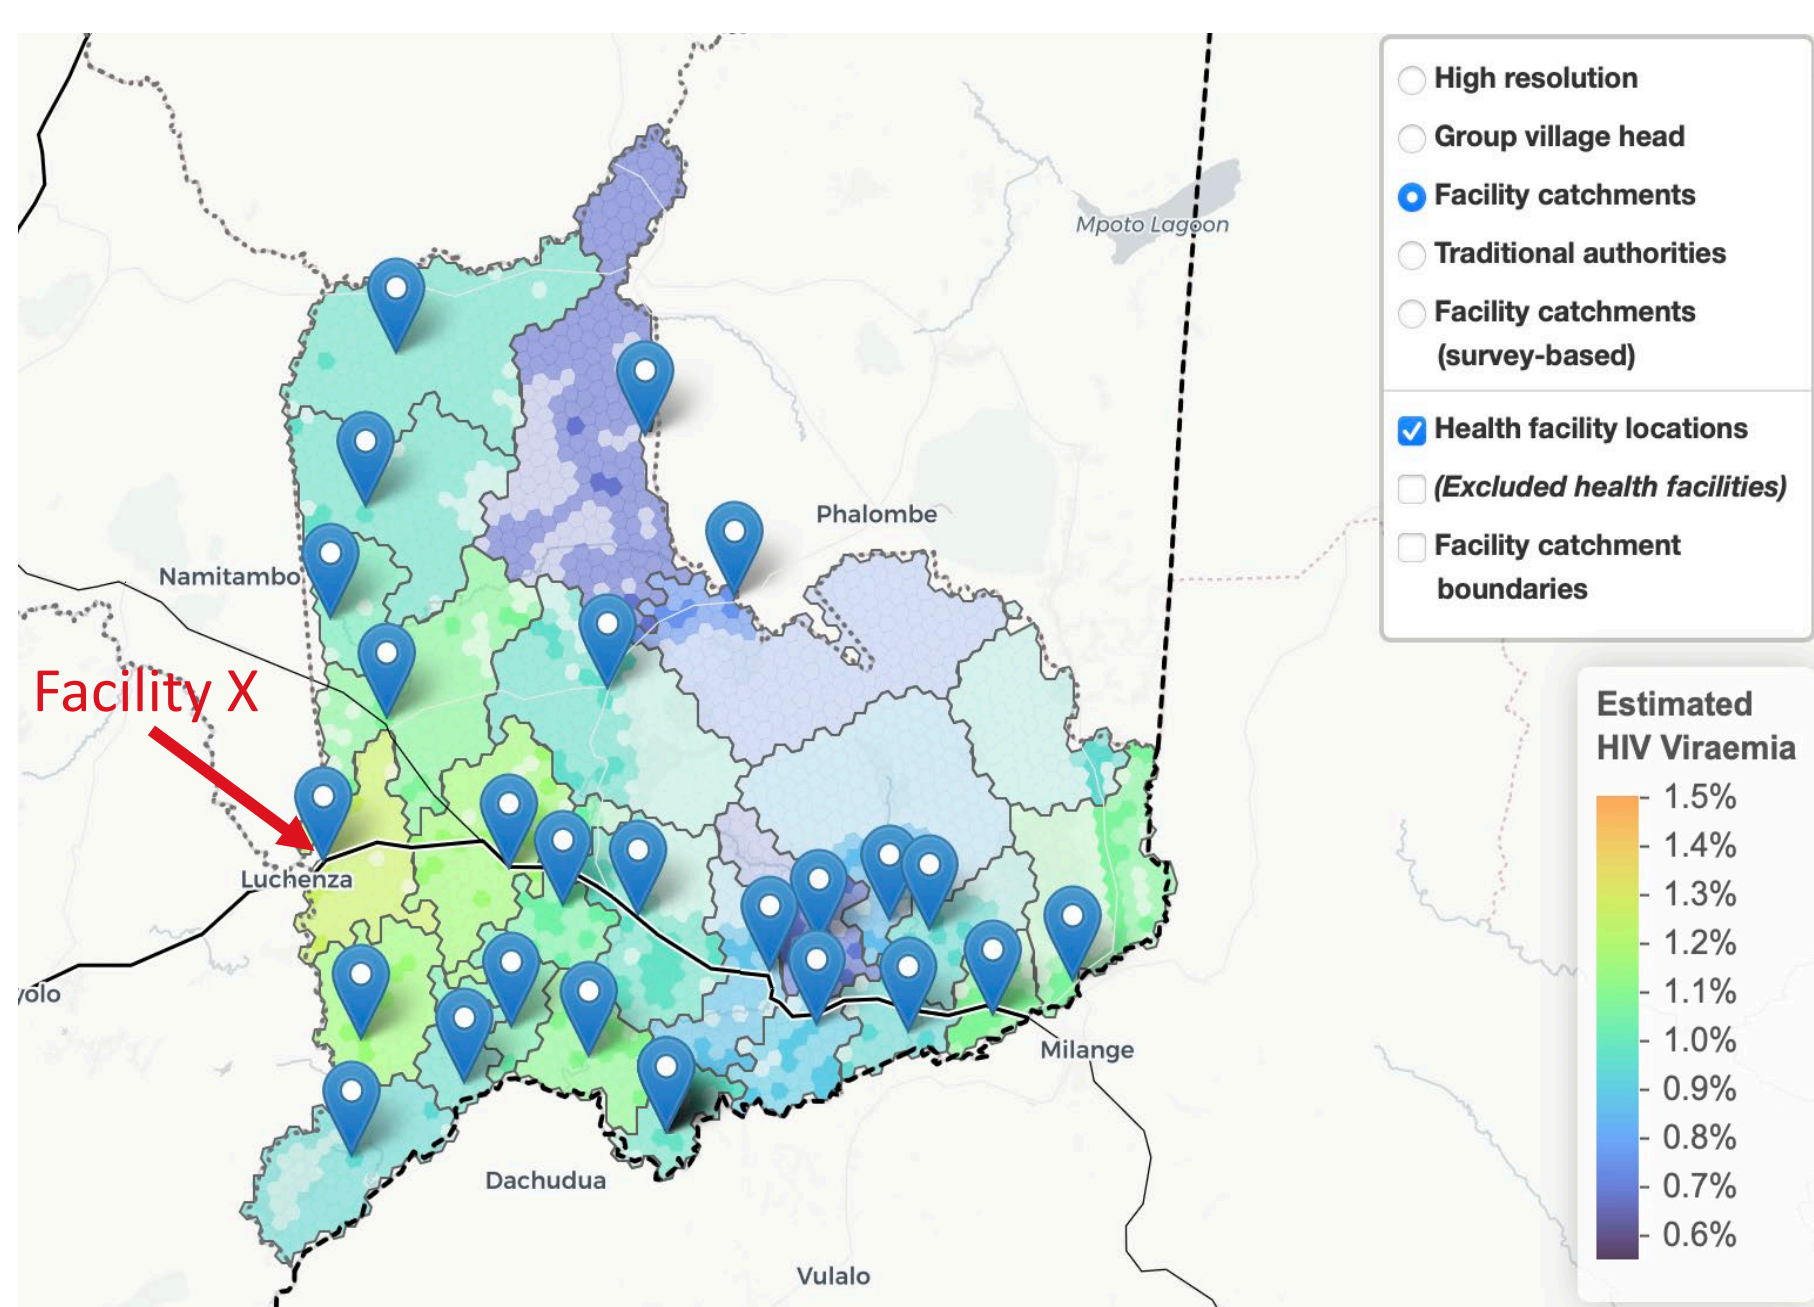 High resolution
Group village head
Facility catchments
Traditional authorities
Facility catchments
(survey-based)
Health facility locations
(Excluded health facilities)
Facility catchment
boundaries
Mpoto Lagoon
Phalombe
Namitambo
Facility X
Luchenza
yolo
Milange
Dachudua
Vulalo
Estimated
HIV Viraemia
1.5%
1.4%
1.3%
1.2%
1.1%
1.0%
0.9%
0.8%
0.7%
0.6%